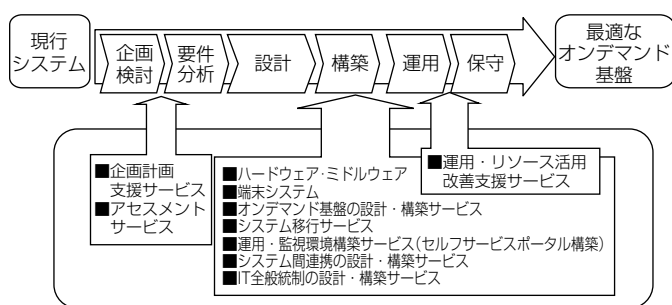 現行
システム
企画
検討
要件
分析
設計
構築
運用
保守
最適な
オンデマンド
基盤
■企画計画
支援サービス
■アセスメント
サービス
■ハードウェア・ミドルウェア
■端末システム
■オンデマンド基盤の設計・構築サービス
■システム移行サービス
■運用・監視環境構築サービス(セルフサービスポータル構築)
■システム間連携の設計・構築サービス
■IT全般統制の設計・構築サービス
■運用・リソース活用
改善支援サービス